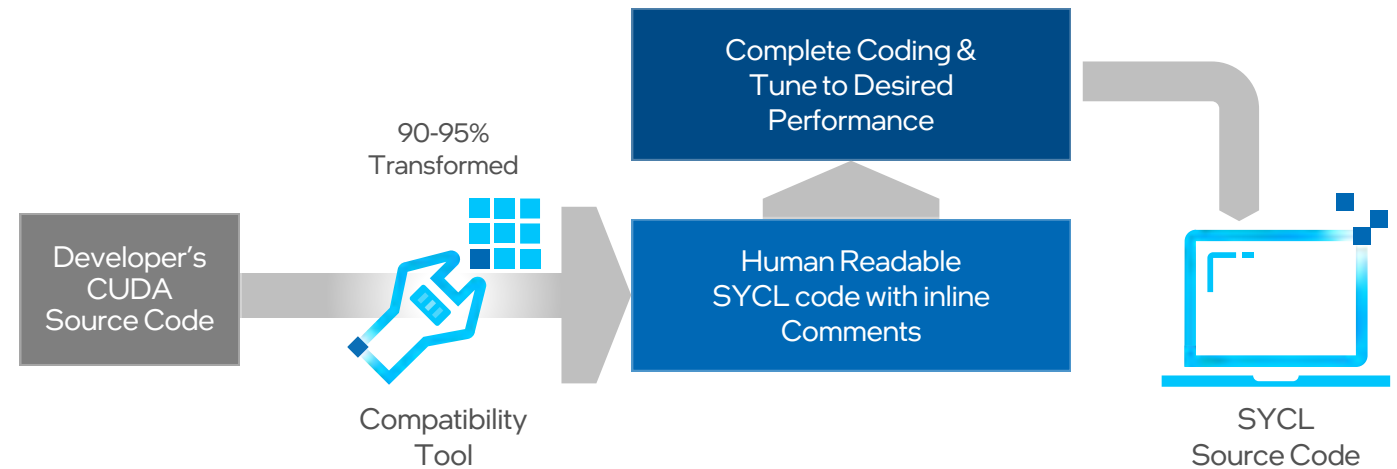 Developer's
CUDA
Source Code
90-95%
Transformed
Compatibility
Tool
Human Readable
SYCL code with inline
Comments
Complete Coding &
Tune to Desired
Performance
SYCL
Source Code